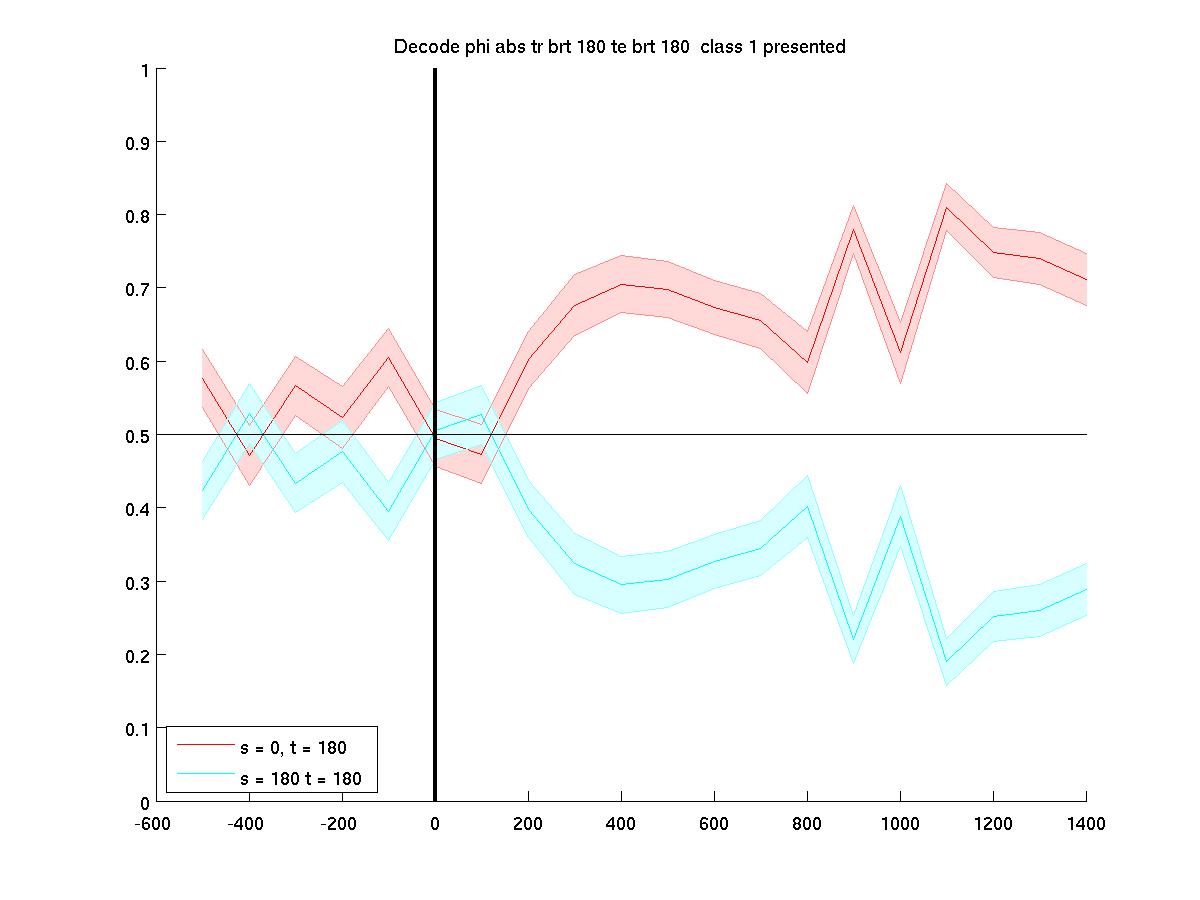 Decode phi abs tr brt 180 te brt 180  class 1 presented
1
0.9
0.8
0.7
0.6
0.5
0.4
0.3
0.2
0.1
0
s = 0, t = 180
s = 180 t = 180
-600 -400 -200 0 200 400 600 800 1000 1200 1400